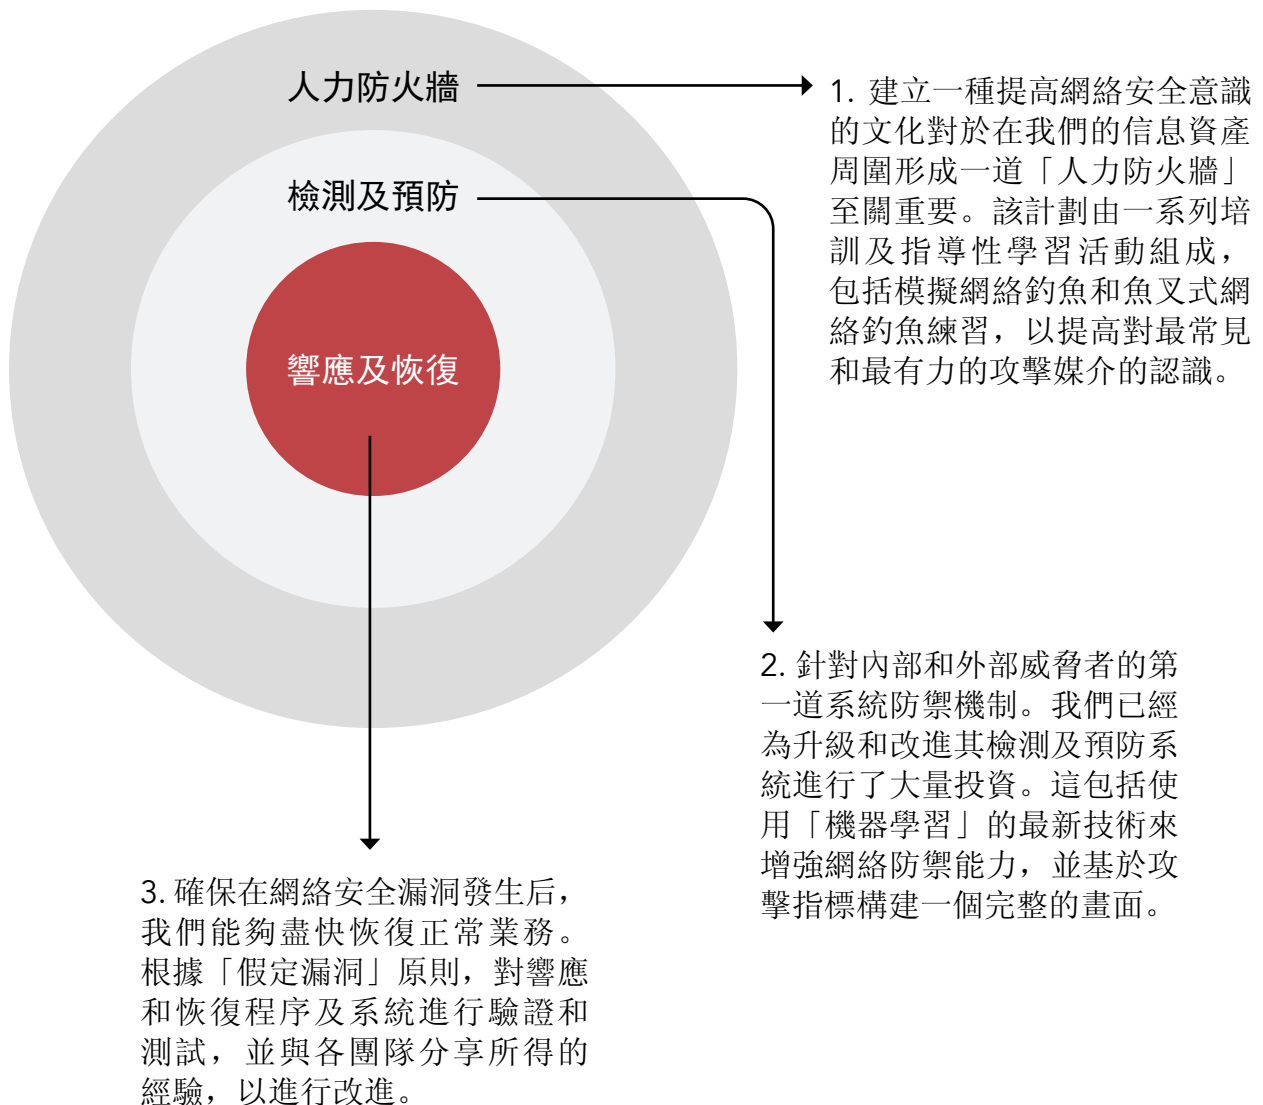 人力防火牆
檢測及預防
響應及恢復
1. 建立一種提高網絡安全意識
的文化對於在我們的信息資產
周圍形成一道「人力防火牆」
至關重要。該計劃由一系列培
訓及指導性學習活動組成，
包括模擬網絡釣魚和魚叉式網
絡釣魚練習，以提高對最常見
和最有力的攻擊媒介的認識。
2. 針對內部和外部威脅者的第
一道系統防禦機制。我們已經
為升級和改進其檢測及預防系
統進行了大量投資。這包括使
用「機器學習」的最新技術來
增強網絡防禦能力，並基於攻
擊指標構建一個完整的畫面。
3. 確保在網絡安全漏洞發生后，
我們能夠盡快恢復正常業務。
根據「假定漏洞」原則，對響應
和恢復程序及系統進行驗證和
測試，並與各團隊分享所得的
經驗，以進行改進。